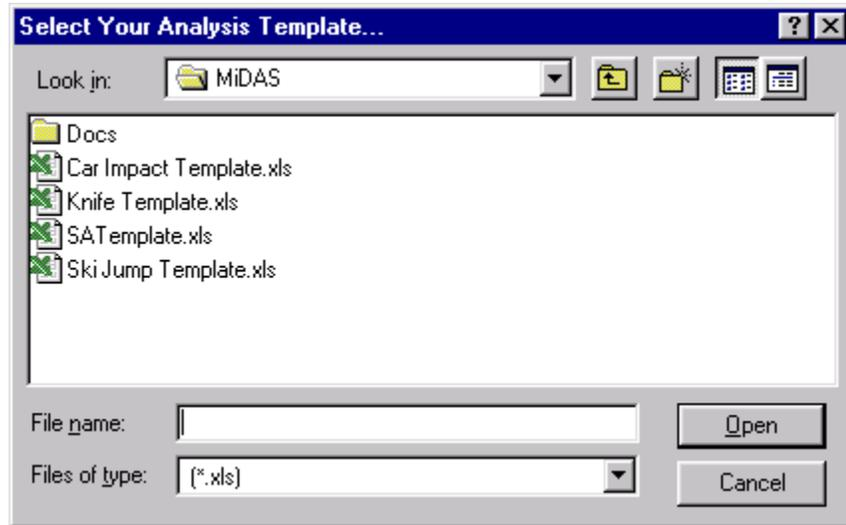 Select Your Analysis Template...
Look in: MiDAS
Docs
Car Impact Template.xls
Knife Template.xls
SATemplate.xls
Ski Jump Template.xls
File name: Open
Files of type: (*.xls) Cancel